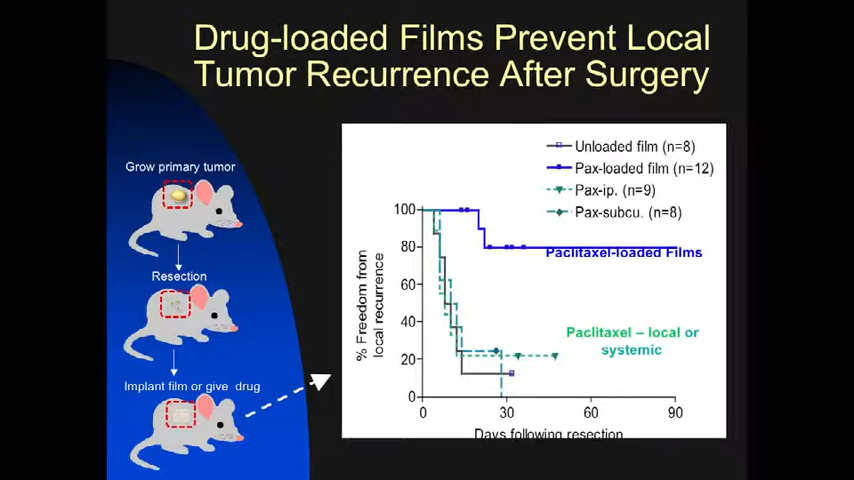 Drug-loaded Films Prevent Local
Tumor Recurrence After Surgery
Grow primary tumor
Resection
Implant film or give drug
Unloaded film (n=8)
Pax-loaded film (n=12)
Pax-ip. (n=9)
Pax-subcu. (n=8)
% Freedom from
local recurrence
100
80
60
40
20
0
Paclitaxel-Loaded Films
Paclitaxel – local or
systemic
0 30 60 90
Days following resection